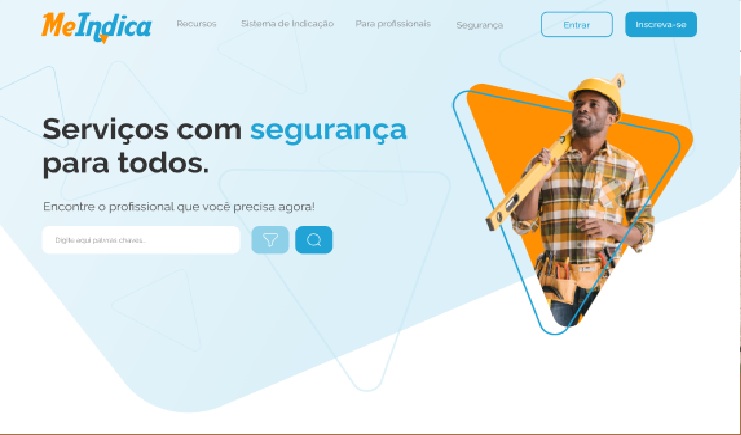 MeIndica
Recursos
Sistema de Indicação
Para profissionais
Segurança
Entrar
Inscreva-se
Serviços com segurança
para todos.
Encontre o profissional que você precisa agora!
Digite aqui palavras chaves...